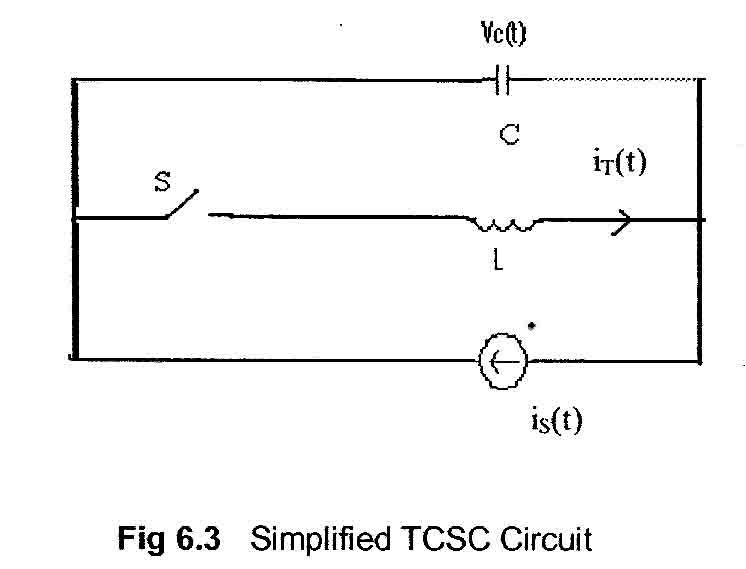 Vc(t)
C
iT(t)
S
L
iS(t)
Fig 6.3 Simplified TCSC Circuit